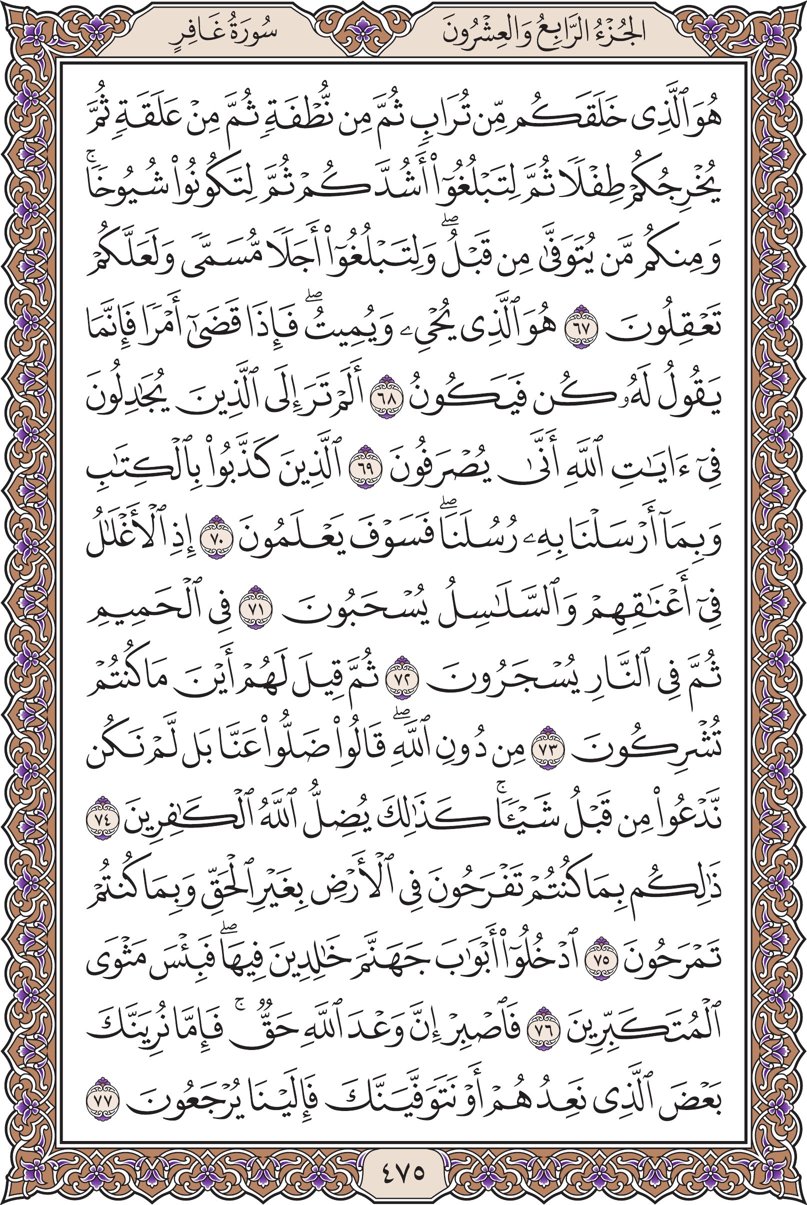 الجُزْءُ الرَّابِعُ وَالعِشْرُونَ
سُورَةُ غَافِرٍ
هُوَ ٱلَّذِى خَلَقَكُم مِّن تُرَابٍ ثُمَّ مِن نُّطْفَةٍ ثُمَّ مِنْ عَلَقَةٍ ثُمَّ
يُخْرِجُكُمْ طِفْلًا ثُمَّ لِتَبْلُغُوٓا۟ أَشُدَّكُمْ ثُمَّ لِتَكُونُوا۟ شُيُوخًا ۚ
وَمِنكُم مَّن يُتَوَفَّىٰ مِن قَبْلُ ۖ وَلِتَبْلُغُوٓا۟ أَجَلًا مُّسَمًّى وَلَعَلَّكُمْ
تَعْقِلُونَ ٦٧ هُوَ ٱلَّذِى يُحْىِۦ وَيُمِيتُ ۖ فَإِذَا قَضَىٰٓ أَمْرًا فَإِنَّمَا
يَقُولُ لَهُۥ كُن فَيَكُونُ ٦٨ أَلَمْ تَرَ إِلَى ٱلَّذِينَ يُجَٰدِلُونَ
فِىٓ ءَايَٰتِ ٱللَّهِ أَنَّىٰ يُصْرَفُونَ ٦٩ ٱلَّذِينَ كَذَّبُوا۟ بِٱلْكِتَٰبِ
وَبِمَآ أَرْسَلْنَا بِهِۦ رُسُلَنَا ۖ فَسَوْفَ يَعْلَمُونَ ٧٠ إِذِ ٱلْأَغْلَٰلُ
فِىٓ أَعْنَٰقِهِمْ وَٱلسَّلَٰسِلُ يُسْحَبُونَ ٧١ فِى ٱلْحَمِيمِ
ثُمَّ فِى ٱلنَّارِ يُسْجَرُونَ ٧٢ ثُمَّ قِيلَ لَهُمْ أَيْنَ مَا كُنتُمْ
تُشْرِكُونَ ٧٣ مِن دُونِ ٱللَّهِ ۖ قَالُوا۟ ضَلُّوا۟ عَنَّا بَل لَّمْ نَكُن
نَّدْعُوا۟ مِن قَبْلُ شَيْـًٔا ۚ كَذَٰلِكَ يُضِلُّ ٱللَّهُ ٱلْكَٰفِرِينَ ٧٤
ذَٰلِكُم بِمَا كُنتُمْ تَفْرَحُونَ فِى ٱلْأَرْضِ بِغَيْرِ ٱلْحَقِّ وَبِمَا كُنتُمْ
تَمْرَحُونَ ٧٥ ٱدْخُلُوٓا۟ أَبْوَٰبَ جَهَنَّمَ خَٰلِدِينَ فِيهَا ۖ فَبِئْسَ مَثْوَى
ٱلْمُتَكَبِّرِينَ ٧٦ فَٱصْبِرْ إِنَّ وَعْدَ ٱللَّهِ حَقٌّ ۚ فَإِمَّا نُرِيَنَّكَ
بَعْضَ ٱلَّذِى نَعِدُهُمْ أَوْ نَتَوَفَّيَنَّكَ فَإِلَيْنَا يُرْجَعُونَ ٧٧
٤٧٥